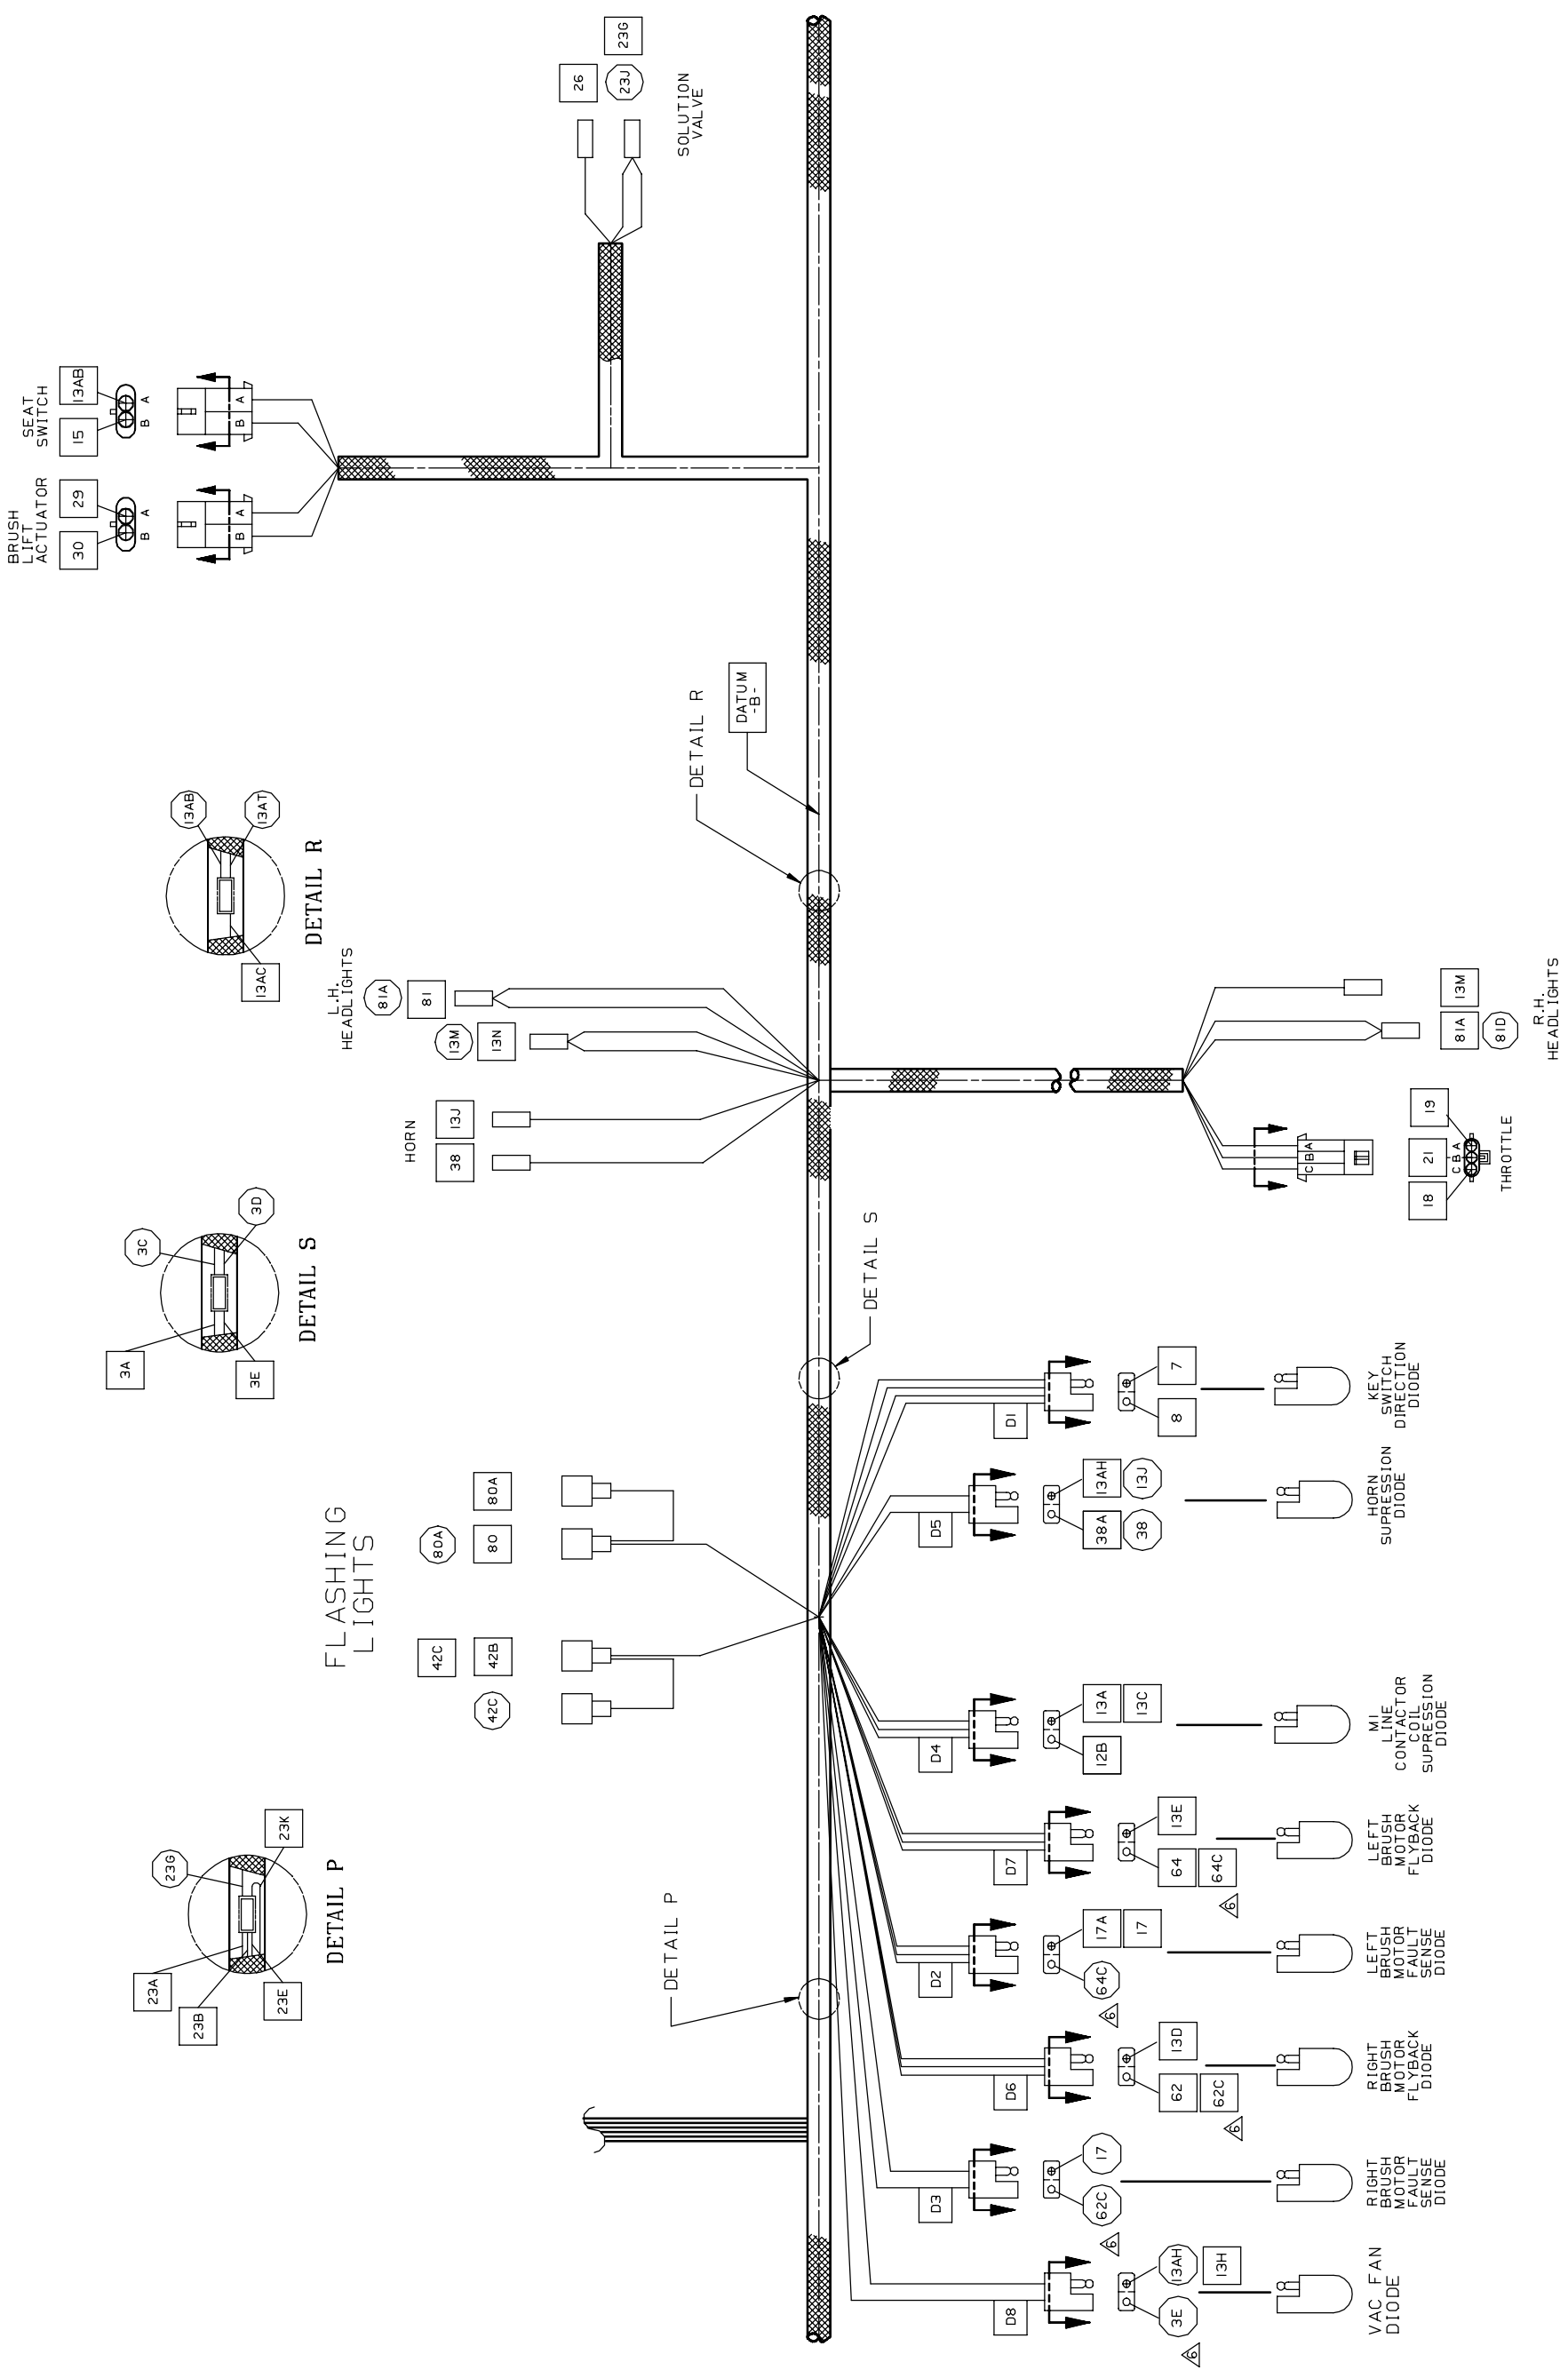 DETAIL P
23A
23B
23E
23G
23K
FLASHING
LIGHTS
42C
42C
42B
80A
80
80A
DETAIL S
3A
3E
3C
3D
HORN
38
13J
L.H.
HEADLIGHTS
13M
13N
81A
81
DETAIL R
13AC
13AB
13AT
BRUSH
LIFT
ACTUATOR
30
29
B A
B A
SEAT
SWITCH
15
13AB
B A
B A
26
23J
23G
SOLUTION
VALVE
DETAIL P
DETAIL S
DETAIL R
DATUM
-B-
D8
3E
13AH
13H
6
VAC FAN
DIODE
D3
62C
17
6
RIGHT
BRUSH
MOTOR
FAULT
SENSE
DIODE
D6
62
13D
62C
6
RIGHT
BRUSH
MOTOR
FLYBACK
DIODE
D2
64C
17A
17
6
LEFT
BRUSH
MOTOR
FAULT
SENSE
DIODE
D7
64
13E
64C
6
LEFT
BRUSH
MOTOR
FLYBACK
DIODE
D4
12B
13A
13C
M1
LINE
CONTACTOR
COIL
SUPRESSION
DIODE
D5
38A
13AH
38
13J
HORN
SUPRESSION
DIODE
D1
8
7
KEY
SWITCH
DIRECTION
DIODE
C B A
18
21
19
C B A
THROTTLE
81A
13M
81D
R.H.
HEADLIGHTS